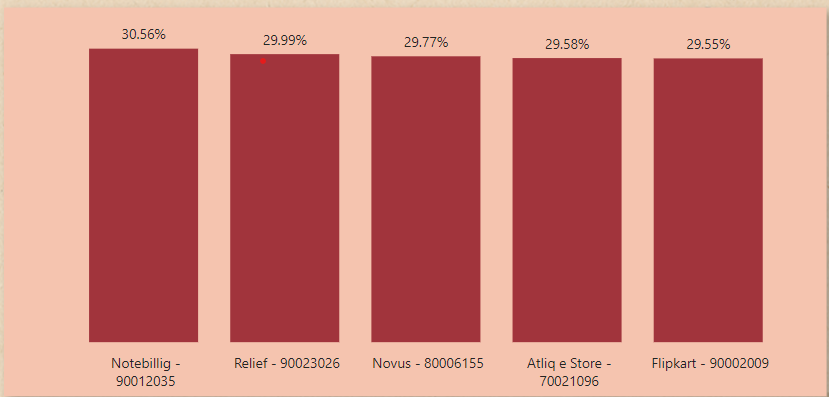 30.56%
29.99%
29.77%
29.58%
29.55%
Notebillig -
90012035
Relief - 90023026
Novus - 80006155
Atliq e Store -
70021096
Flipkart - 90002009